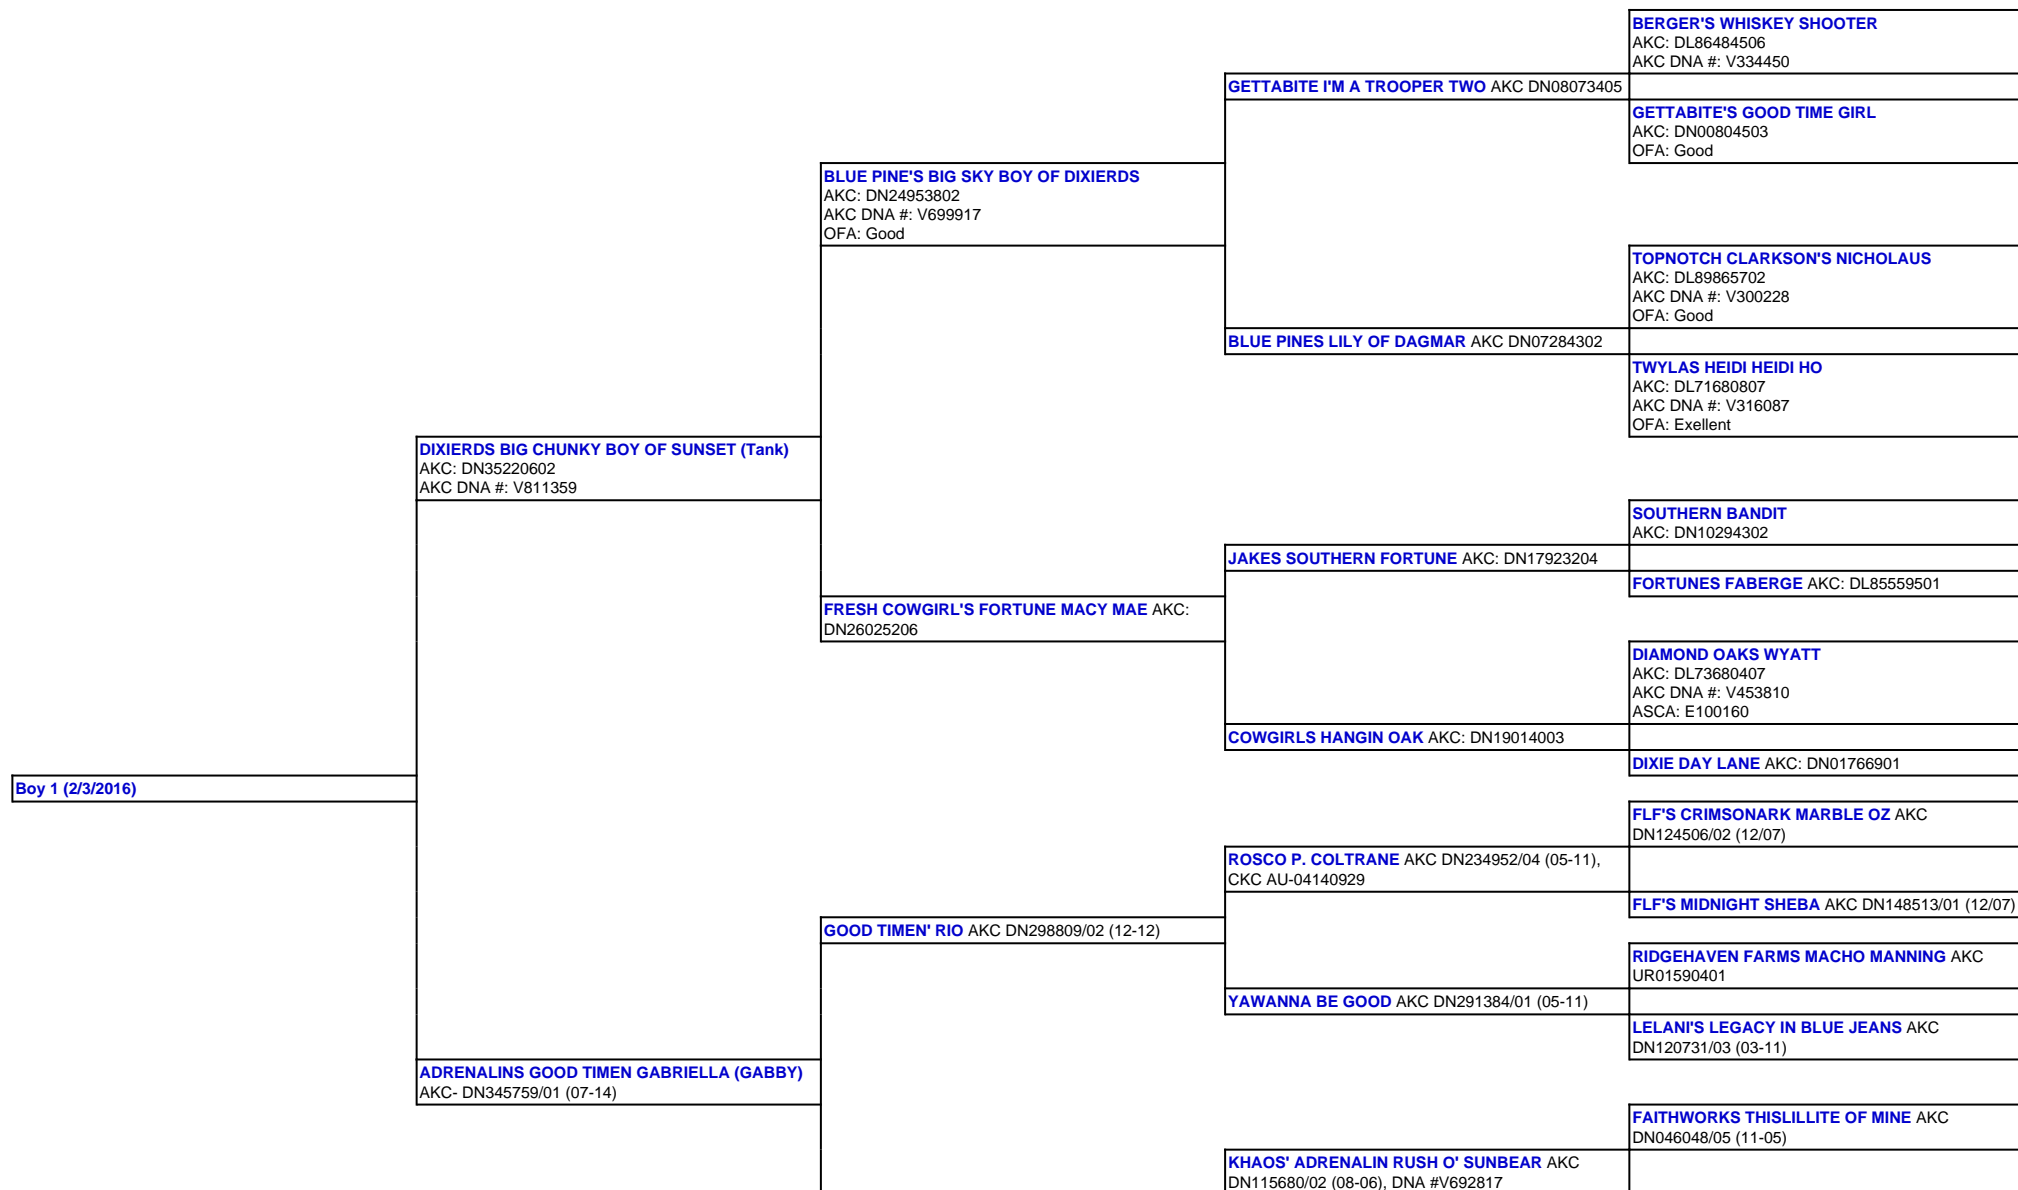 BERGER'S WHISKEY SHOOTER
AKC: DL86484506
AKC DNA #: V334450
GETTABITE I'M A TROOPER TWO AKC DN08073405
GETTABITE'S GOOD TIME GIRL
AKC: DN00804503
OFA: Good
BLUE PINE'S BIG SKY BOY OF DIXIERDS
AKC: DN24953802
AKC DNA #: V699917
OFA: Good
TOPNOTCH CLARKSON'S NICHOLAUS
AKC: DL89865702
AKC DNA #: V300228
OFA: Good
BLUE PINES LILY OF DAGMAR AKC DN07284302
TWYLAS HEIDI HEIDI HO
AKC: DL71680807
AKC DNA #: V316087
OFA: Exellent
DIXIERDS BIG CHUNKY BOY OF SUNSET (Tank)
AKC: DN35220602
AKC DNA #: V811359
SOUTHERN BANDIT
AKC: DN10294302
JAKES SOUTHERN FORTUNE AKC: DN17923204
FORTUNES FABERGE AKC: DL85559501
FRESH COWGIRL'S FORTUNE MACY MAE AKC:
DN26025206
DIAMOND OAKS WYATT
AKC: DL73680407
AKC DNA #: V453810
ASCA: E100160
COWGIRLS HANGIN OAK AKC: DN19014003
DIXIE DAY LANE AKC: DN01766901
Boy 1 (2/3/2016)
FLF'S CRIMSONARK MARBLE OZ AKC
DN124506/02 (12/07)
ROSCO P. COLTRANE AKC DN234952/04 (05-11),
CKC AU-04140929
FLF'S MIDNIGHT SHEBA AKC DN148513/01 (12/07)
GOOD TIMEN' RIO AKC DN298809/02 (12-12)
RIDGEHAVEN FARMS MACHO MANNING AKC
UR01590401
YAWANNA BE GOOD AKC DN291384/01 (05-11)
LELANI'S LEGACY IN BLUE JEANS AKC
DN120731/03 (03-11)
ADRENALINS GOOD TIMEN GABRIELLA (GABBY)
AKC- DN345759/01 (07-14)
FAITHWORKS THISLILLITE OF MINE AKC
DN046048/05 (11-05)
KHAOS' ADRENALIN RUSH O' SUNBEAR AKC
DN115680/02 (08-06), DNA #V692817